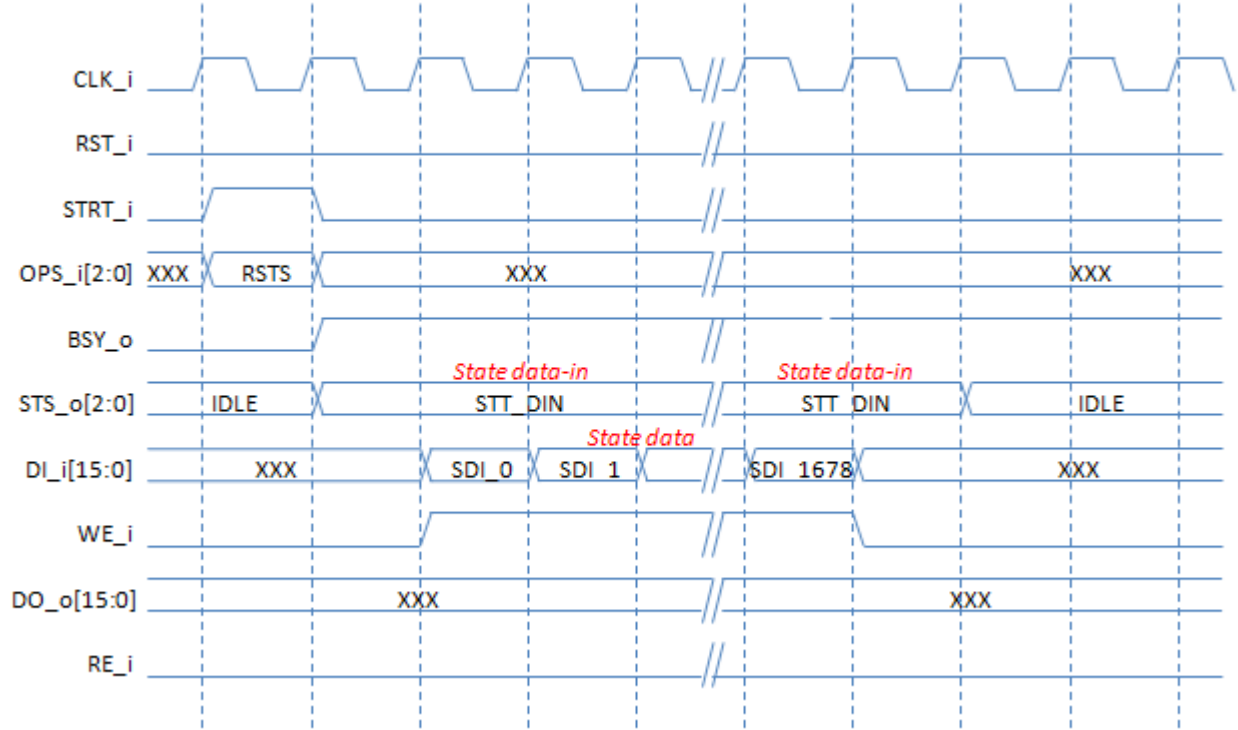 CLK_i
RST_i
STRT_i
OPS_i[2:0] XXX RSTS XXX XXX
BSY_o
State data-in State data-in
STS_o[2:0] IDLE STT_DIN STT_DIN IDLE
State data
DI_i[15:0] XXX SDI_0 SDI_1 SDI_1678 XXX
WE_i
DO_o[15:0] XXX XXX
RE_i